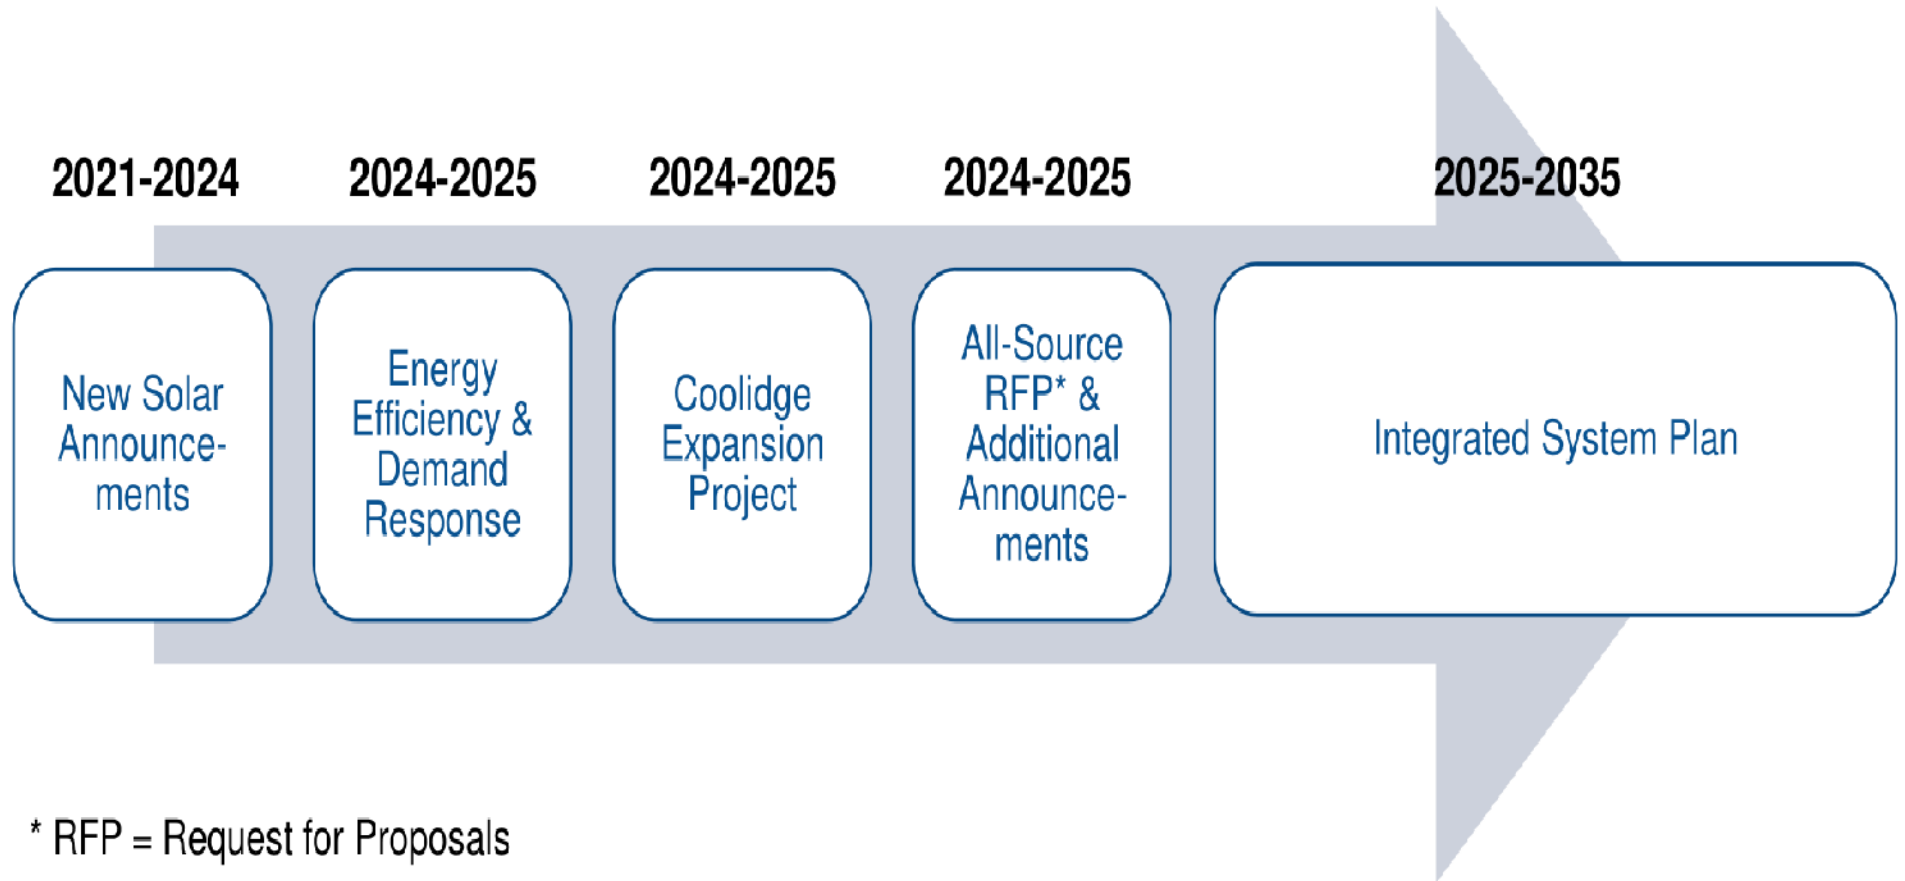 2021-2024
2024-2025
2024-2025
2024-2025
2025-2035
New Solar
Announce-
ments
Energy
Efficiency &
Demand
Response
Coolidge
Expansion
Project
All-Source
RFP* &
Additional
Announce-
ments
Integrated System Plan
* RFP = Request for Proposals